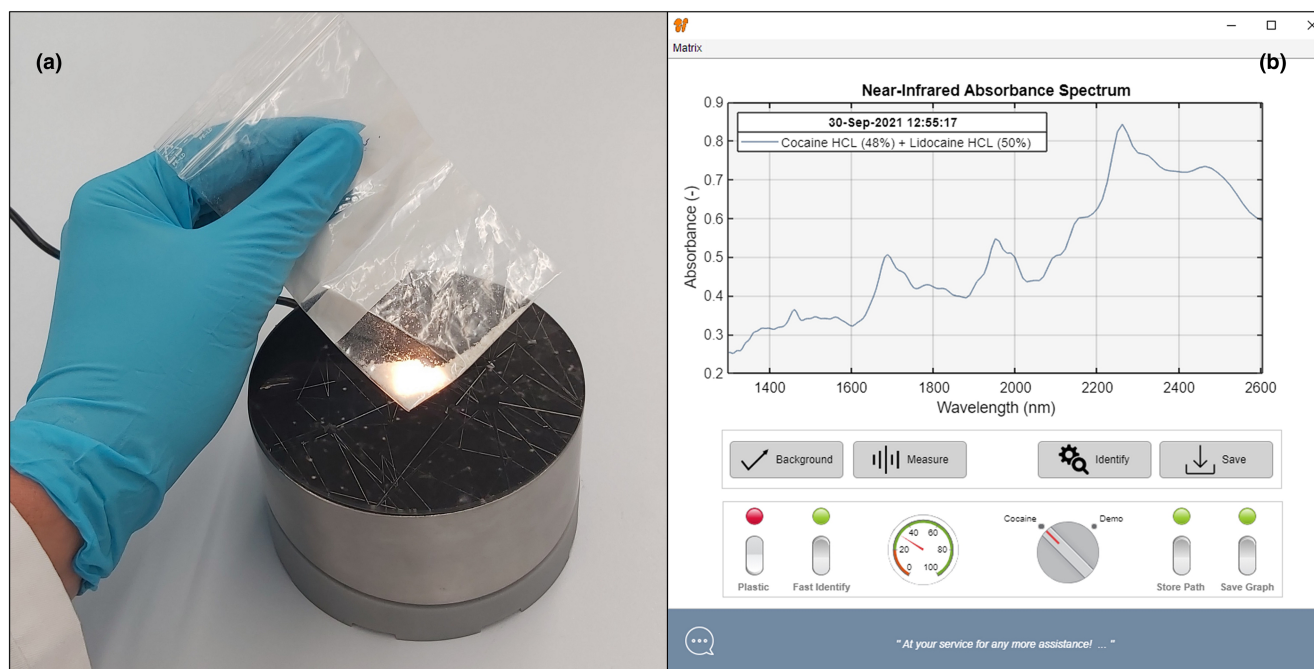 (a)
Matrix
(b)
Near-Infrared Absorbance Spectrum
30-Sep-2021 12:55:17
Cocaine HCL (48%) + Lidocaine HCL (50%)
Absorbance (-)
0.9
0.8
0.7
0.6
0.5
0.4
0.3
0.2
1400 1600 1800 2000 2200 2400 2600
Wavelength (nm)
Background Measure Identify Save
Cocaine Demo
0 20 40 60 80 100
Plastic Fast Identify Store Path Save Graph
" At your service for any more assistance! ... "